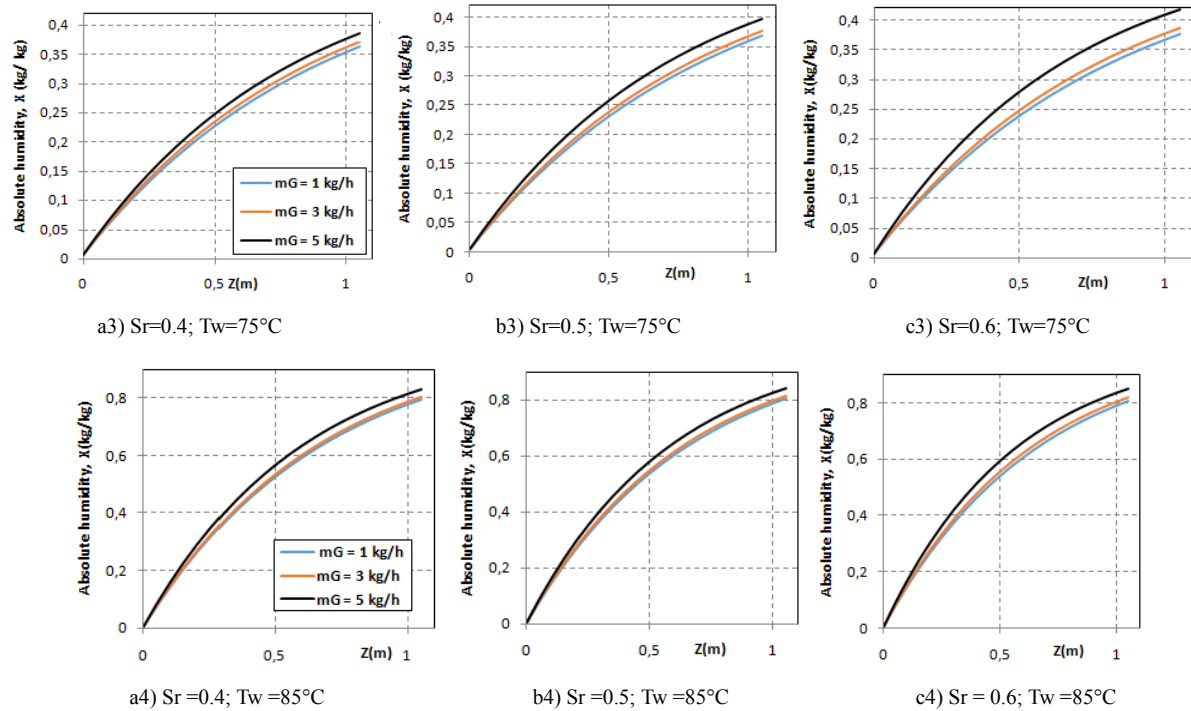 Absolute humidity, X (kg/ kg)
0,4
0,35
0,3
0,25
0,2
0,15
0,1
0,05
0
mG = 1 kg/h
mG = 3 kg/h
mG = 5 kg/h
0
0,5
Z(m)
1
a3) Sr=0.4; Tw=75°C
Absolute humidity, X (kg/kg)
0,4
0,35
0,3
0,25
0,2
0,15
0,1
0,05
0
0
0,5
Z(m)
1
b3) Sr=0.5; Tw=75°C
Absolute humidity, X (kg/kg)
0,4
0,35
0,3
0,25
0,2
0,15
0,1
0,05
0
0
0,5
Z(m)
1
c3) Sr=0.6; Tw=75°C
Absolute humidity, X(kg/kg)
0,8
0,6
0,4
0,2
0
mG = 1 kg/h
mG = 3 kg/h
mG = 5 kg/h
0
0,5
Z(m)
1
a4) Sr =0.4; Tw =85°C
Absolute humidity, X(kg/kg)
0,8
0,6
0,4
0,2
0
0
0,5
Z(m)
1
b4) Sr =0.5; Tw =85°C
Absolute humidity, X(kg/kg)
0,8
0,6
0,4
0,2
0
0
0,5
Z(m)
1
c4) Sr = 0.6; Tw =85°C